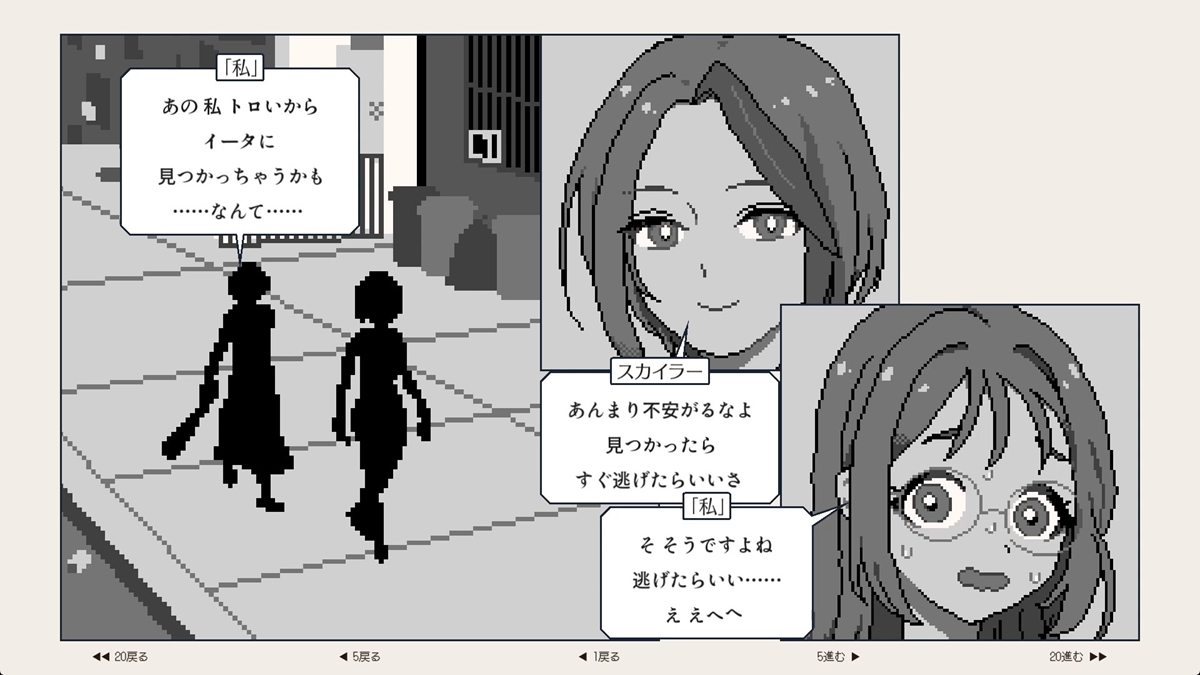 「私」
あの 私 トロいから
イータに
見つかっちゃうかも
……なんて……
スカイラー
あんまり不安がるなよ
見つかったら
すぐ逃げたらいいさ
「私」
そ そうですよね
逃げたらいい……
え えへへ
◀◀ 20戻る
◀ 5戻る
◀ 1戻る
5進む ▶
20進む ▶▶